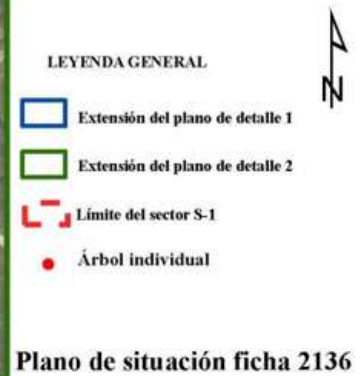 N
LEYENDA GENERAL
Extensión del plano de detalle 1
Extensión del plano de detalle 2
Límite del sector S-1
Árbol individual
Plano de situación ficha 2136